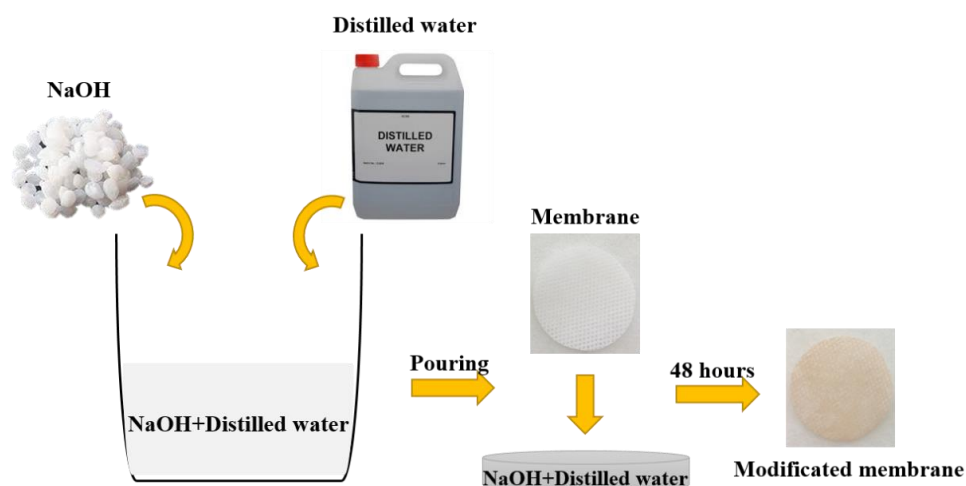 Distilled water
NaOH
DISTILLED
WATER
Membrane
Pouring
48 hours
NaOH+Distilled water
NaOH+Distilled water
Modificated membrane